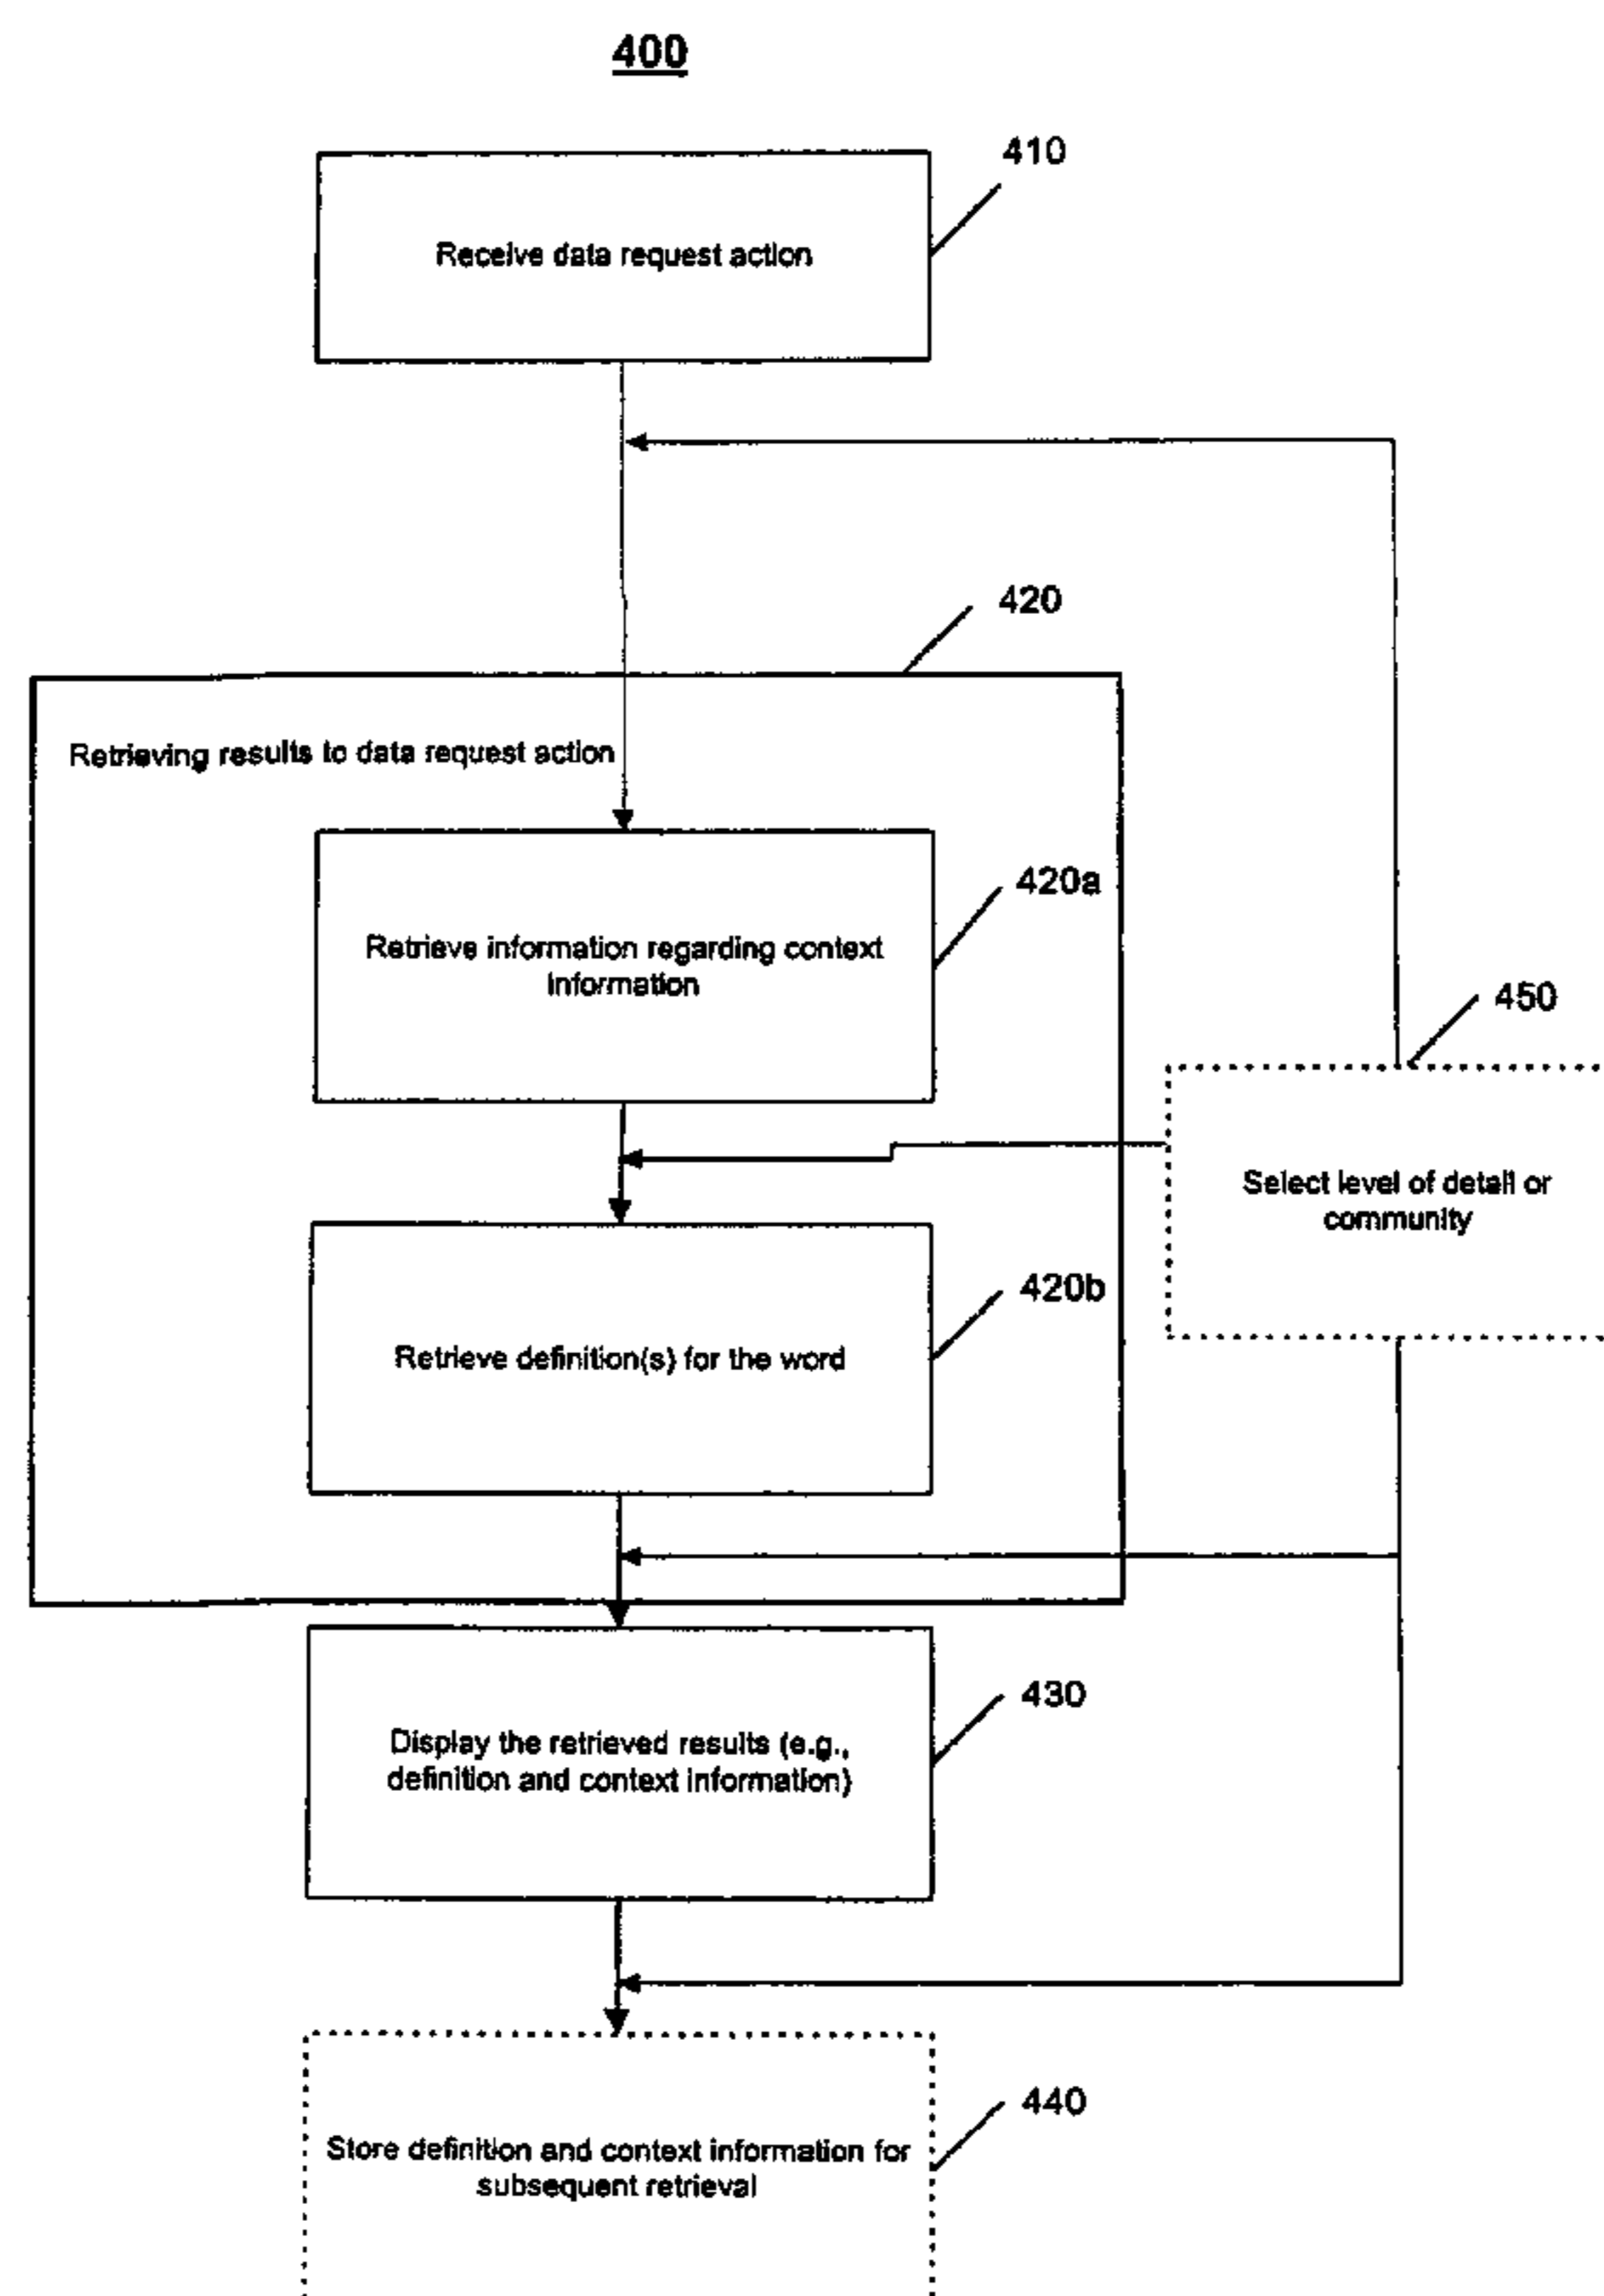 400
410
Receive data request action
420
Retrieving results to data request action
420a
Retrieve information regarding context
information
450
Select level of detail or
community
420b
Retrieve definition(s) for the word
430
Display the retrieved results (e.g.,
definition and context information)
440
Store definition and context information for
subsequent retrieval